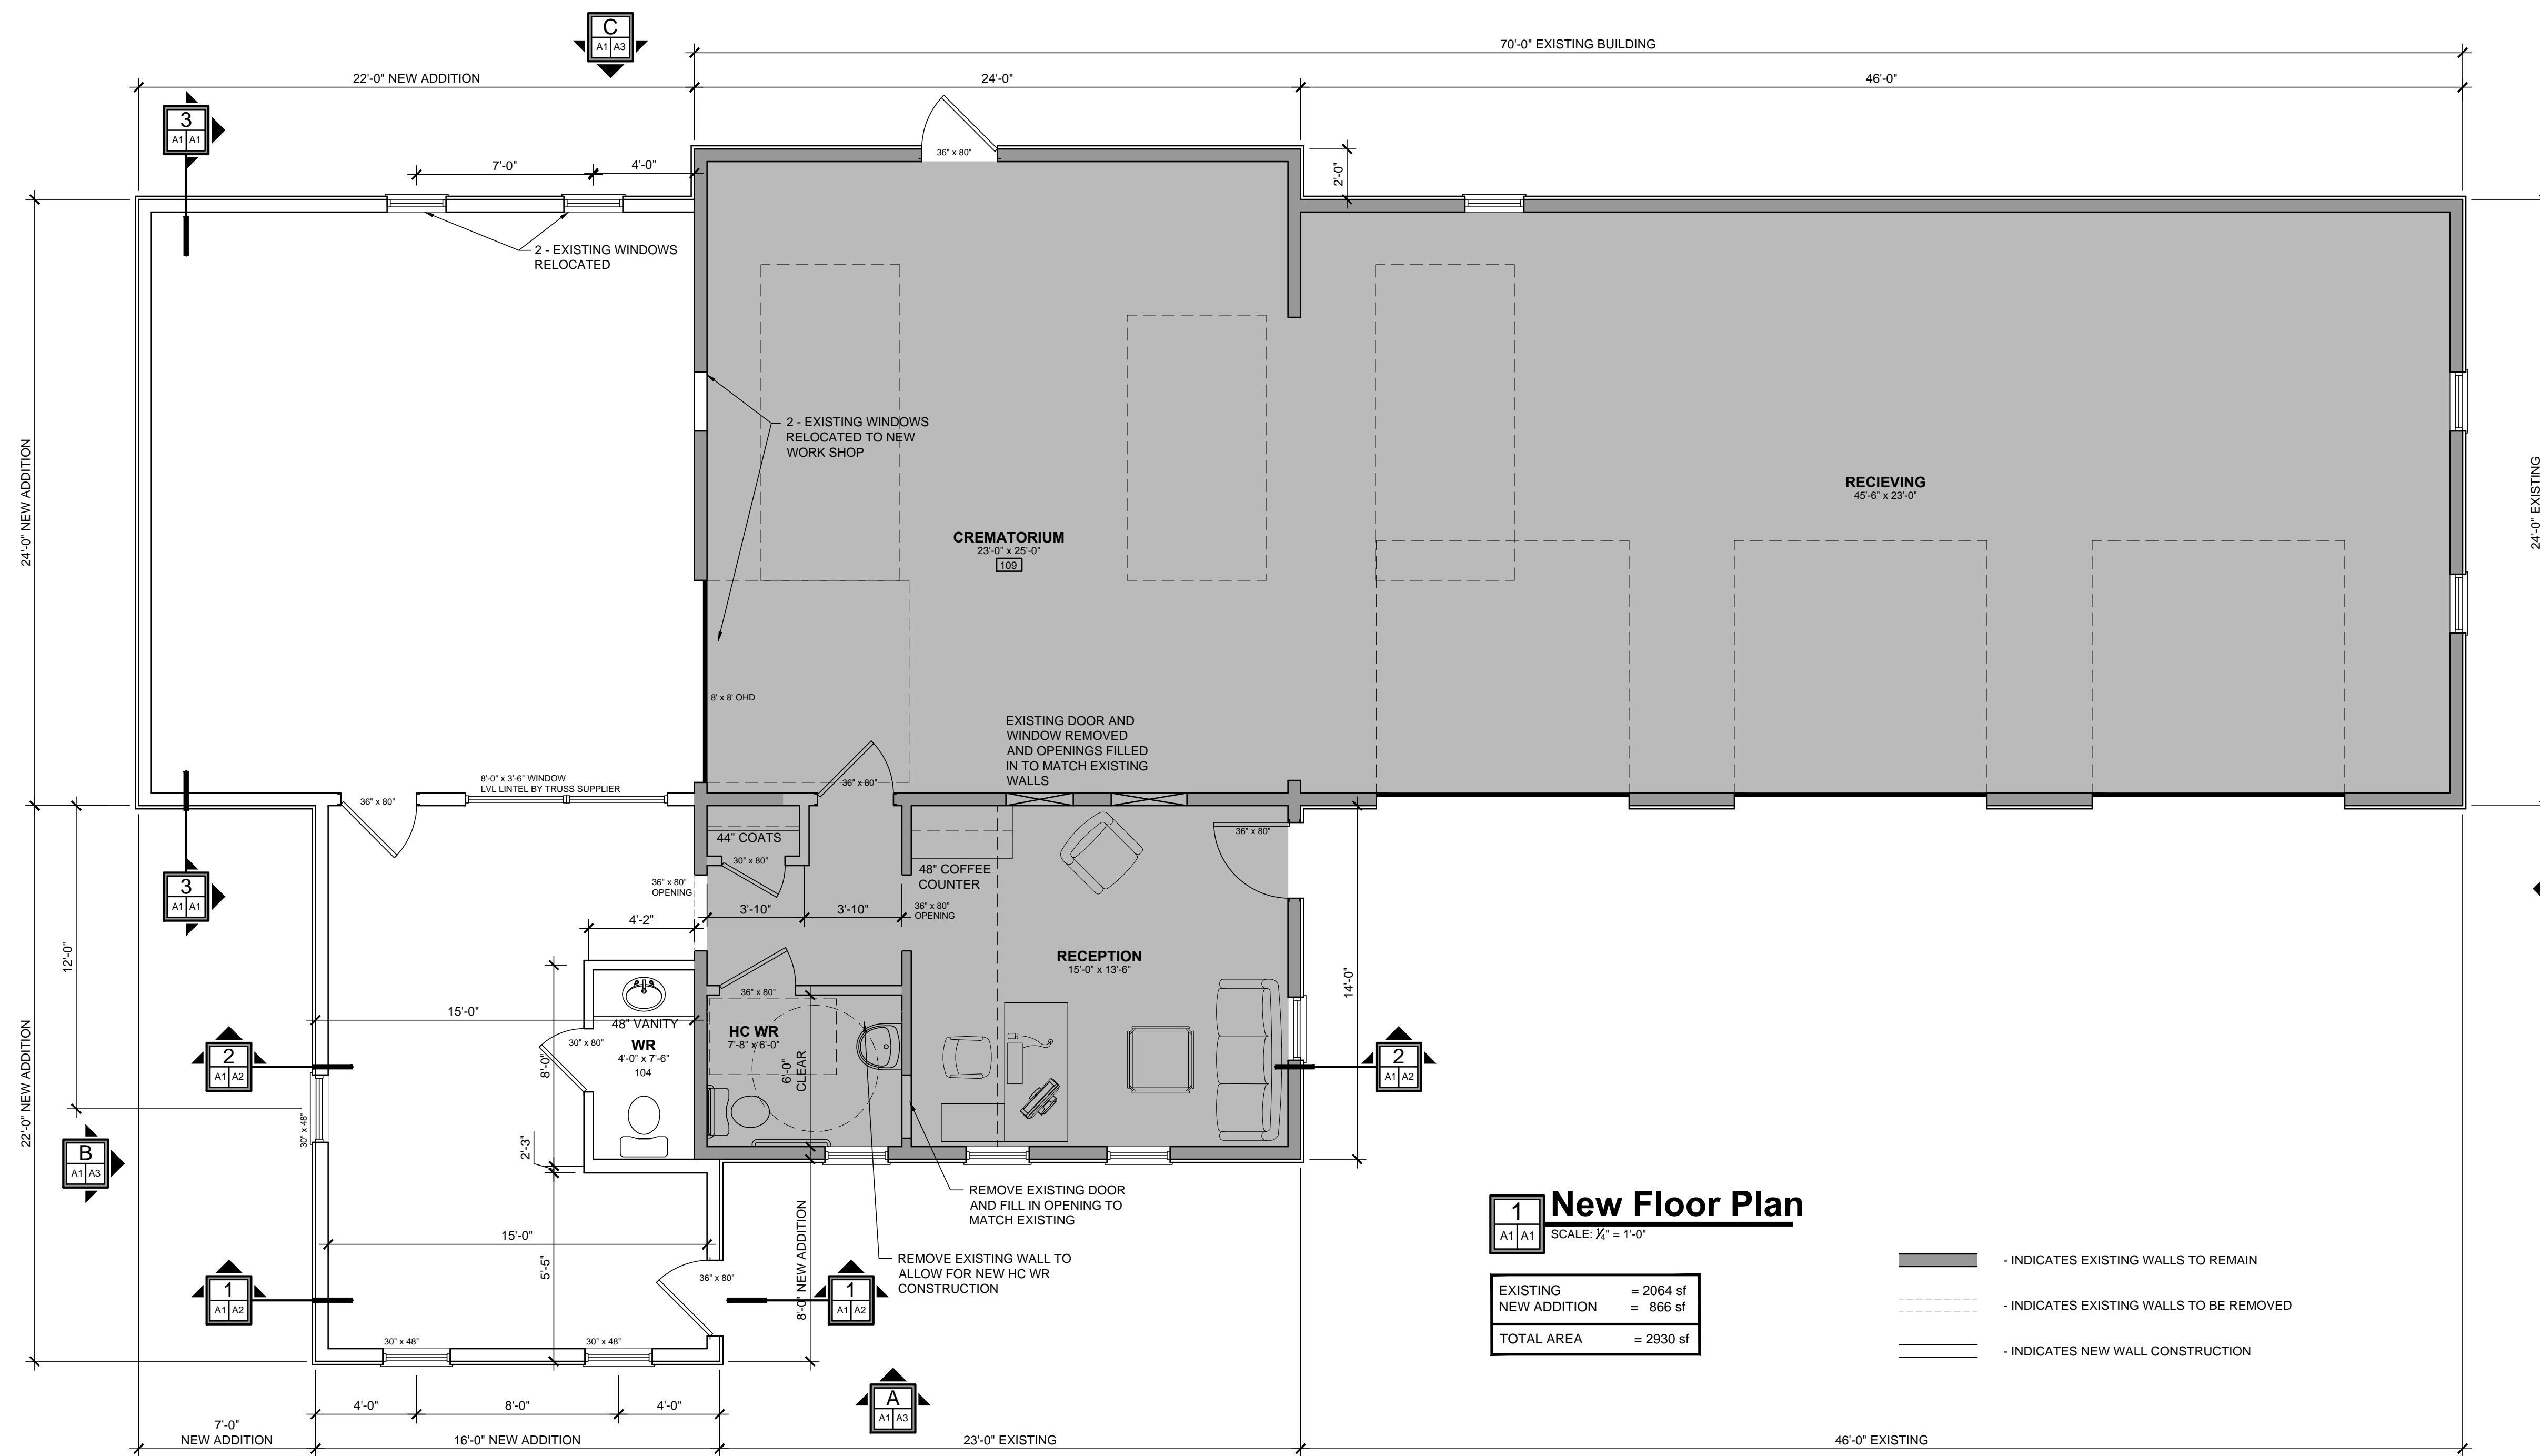 C
A1 A3
70'-0" EXISTING BUILDING
22'-0" NEW ADDITION
24'-0"
46'-0"
3
A1 A1
36" x 80"
7'-0"
4'-0"
2'-0"
2 - EXISTING WINDOWS
RELOCATED
2 - EXISTING WINDOWS
RELOCATED TO NEW
WORK SHOP
24'-0" NEW ADDITION
RECIEVING
45'-6" x 23'-0"
24'-0" EXISTING
CREMATORIUM
23'-0" x 25'-0"
109
8' x 8' OHD
EXISTING DOOR AND
WINDOW REMOVED
AND OPENINGS FILLED
IN TO MATCH EXISTING
WALLS
8'-0" x 3'-6" WINDOW
LVL LINTEL BY TRUSS SUPPLIER
36" x 80"
36" x 80"
44" COATS
30" x 80"
36" x 80"
48" COFFEE
COUNTER
3
A1 A1
36" x 80"
OPENING
36" x 80"
OPENING
3'-10"
3'-10"
4'-2"
12'-0"
RECEPTION
15'-0" x 13'-6"
14'-0"
36" x 80"
15'-0"
48" VANITY
HC WR
7'-8" x 6'-0"
WR
4'-0" x 7'-6"
104
30" x 80"
8'-0"
6'-0"
CLEAR
2
A1 A2
2
A1 A2
22'-0" NEW ADDITION
30" x 48"
B
A1 A3
2'-3"
REMOVE EXISTING DOOR
AND FILL IN OPENING TO
MATCH EXISTING
1
A1 A1
New Floor Plan
SCALE: ¼" = 1'-0"
15'-0"
5'-5"
8'-0" NEW ADDITION
REMOVE EXISTING WALL TO
ALLOW FOR NEW HC WR
CONSTRUCTION
36" x 80"
1
A1 A2
1
A1 A2
EXISTING = 2064 sf
NEW ADDITION = 866 sf
TOTAL AREA = 2930 sf
- INDICATES EXISTING WALLS TO REMAIN
- INDICATES EXISTING WALLS TO BE REMOVED
- INDICATES NEW WALL CONSTRUCTION
30" x 48"
30" x 48"
A
A1 A3
4'-0"
8'-0"
4'-0"
7'-0"
NEW ADDITION
16'-0" NEW ADDITION
23'-0" EXISTING
46'-0" EXISTING